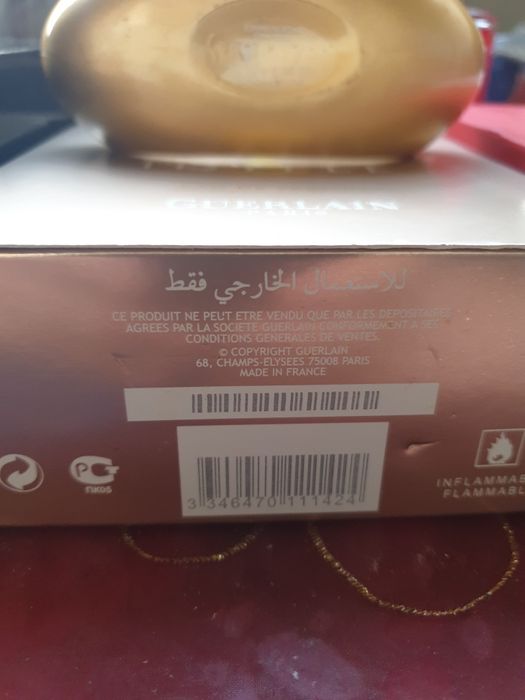 GUERLAIN
PARIS
للاستعمال الخارجي فقط
CE PRODUIT NE PEUT ETRE VENDU QUE PAR LES DEPOSITAIRES
AGREES PAR LA SOCIETE GUERLAIN CONFORMEMENT A SES
CONDITIONS GENERALES DE VENTES.
© COPYRIGHT GUERLAIN
68, CHAMPS-ELYSEES 75008 PARIS
MADE IN FRANCE
3 346470 111424
INFLAMMAB
FLAMMABL